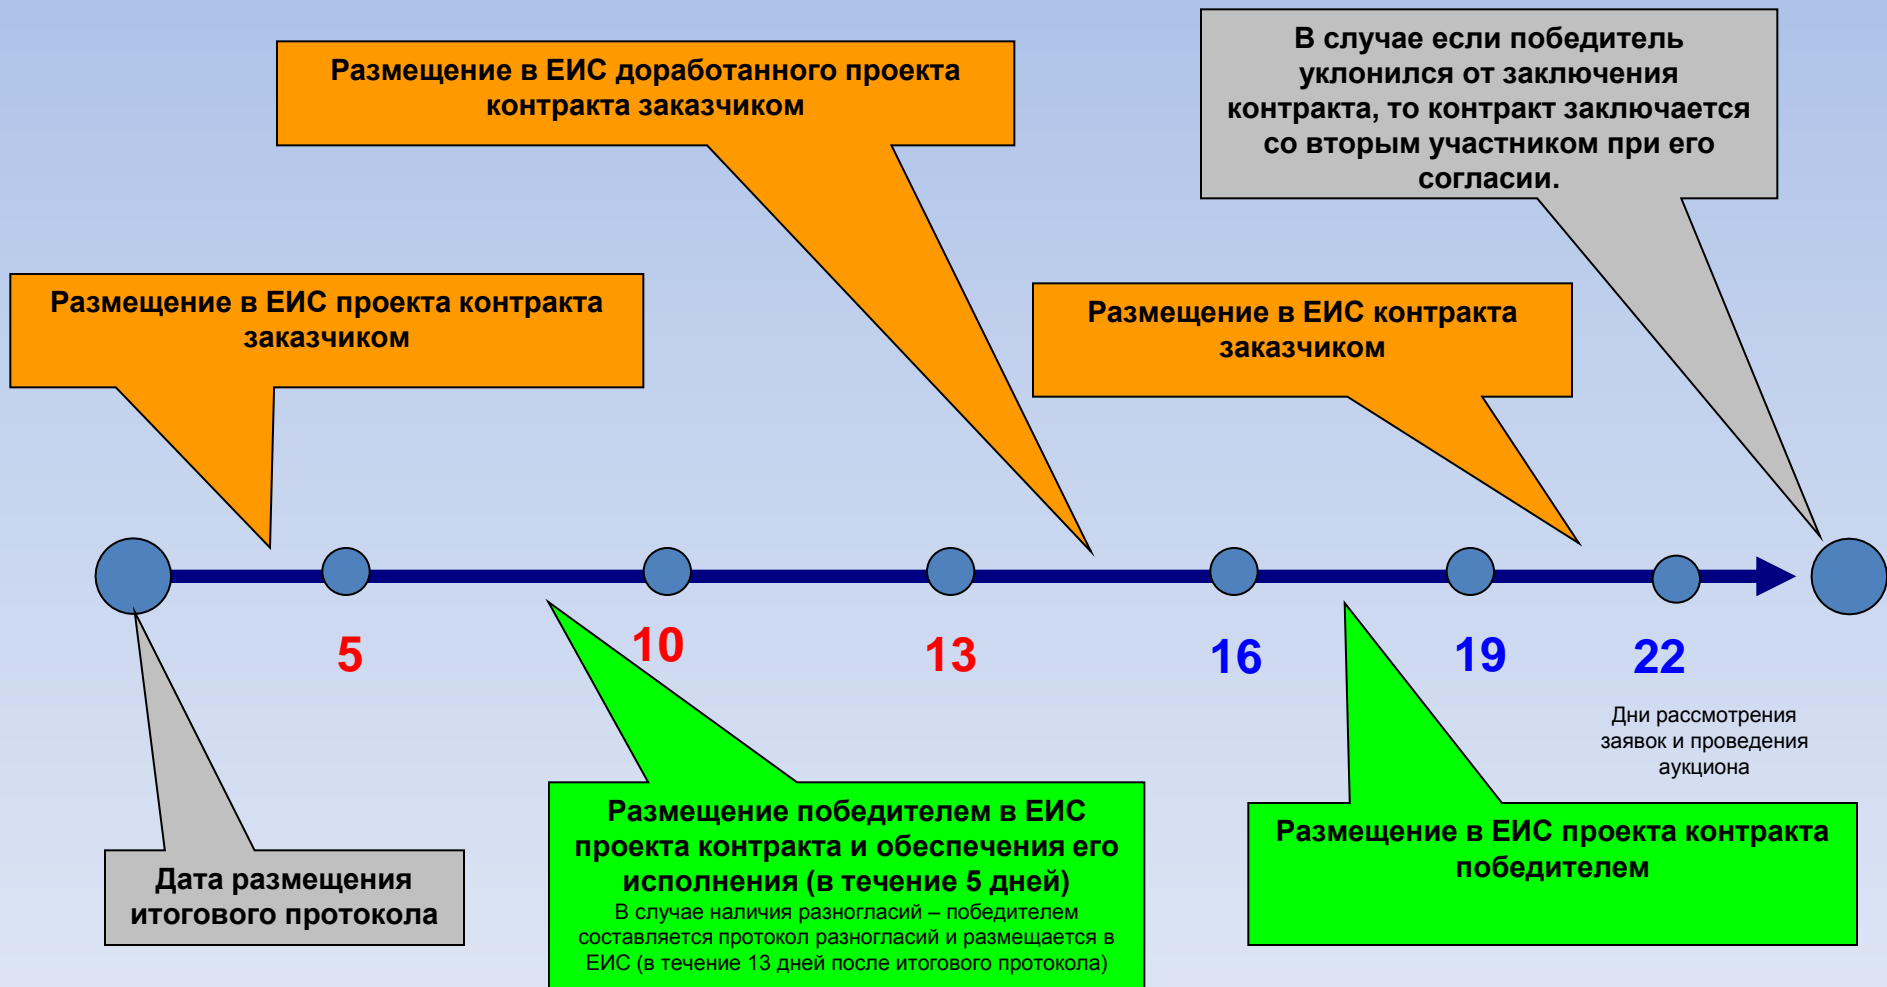 Размещение в ЕИС доработанного проекта
контракта заказчиком
В случае если победитель
уклонился от заключения
контракта, то контракт заключается
со вторым участником при его
согласии.
Размещение в ЕИС проекта контракта
заказчиком
Размещение в ЕИС контракта
заказчиком
5
10
13
16
19
22
Дни рассмотрения
заявок и проведения
аукциона
Дата размещения
итогового протокола
Размещение победителем в ЕИС
проекта контракта и обеспечения его
исполнения (в течение 5 дней)
В случае наличия разногласий – победителем
составляется протокол разногласий и размещается в
ЕИС (в течение 13 дней после итогового протокола)
Размещение в ЕИС проекта контракта
победителем